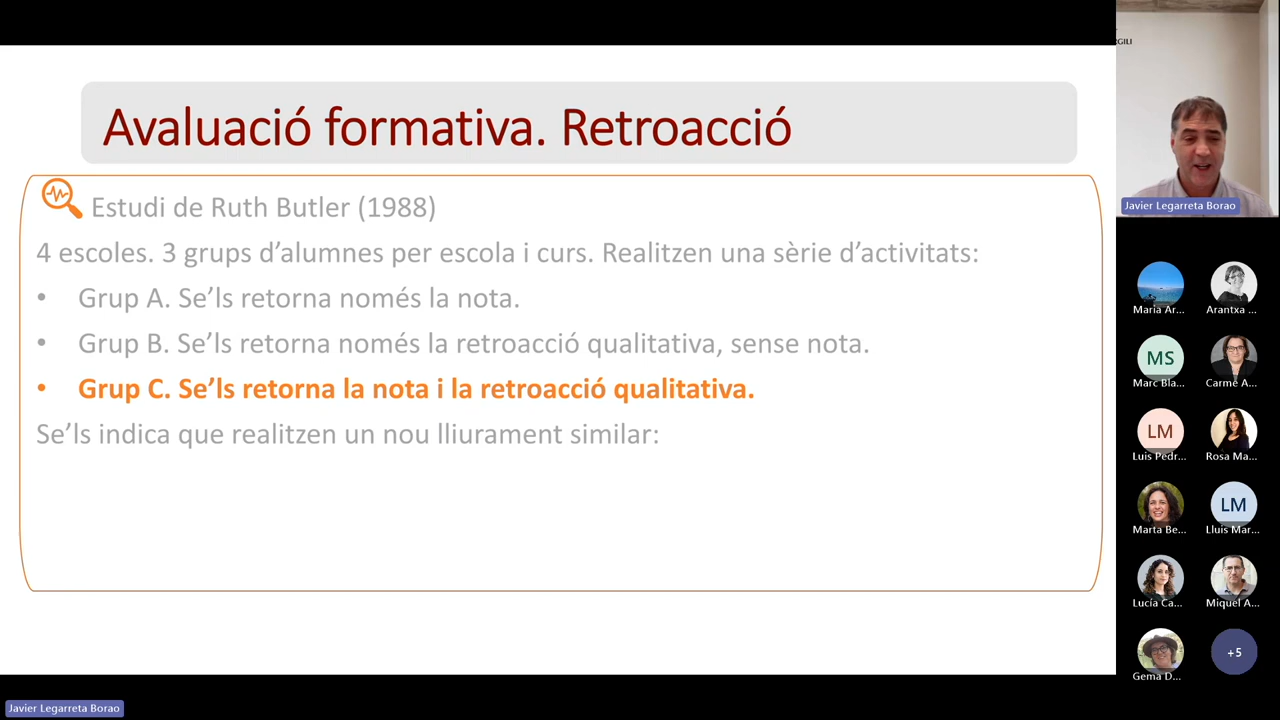 Avaluació formativa. Retroacció
Estudi de Ruth Butler (1988)
4 escoles. 3 grups d’alumnes per escola i curs. Realitzen una sèrie d’activitats:
• Grup A. Se’ls retorna només la nota.
• Grup B. Se’ls retorna només la retroacció qualitativa, sense nota.
• Grup C. Se’ls retorna la nota i la retroacció qualitativa.
Se’ls indica que realitzen un nou lliurament similar:
Javier Legarreta Borao
Maria Ar...
Arantxa ...
MS
Marc Bla...
Carme A...
LM
Luis Pedr...
Rosa Ma...
Marta Be...
LM
Lluis Mar...
Lucía Ca...
Miquel A...
Gema D...
+5
Javier Legarreta Borao